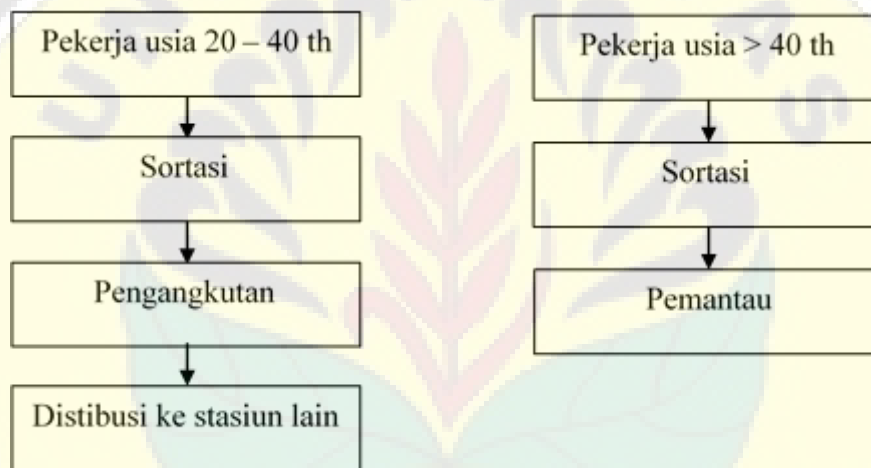 Pekerja usia 20 – 40 th
Sortasi
Pengangkutan
Distibusi ke stasiun lain
Pekerja usia > 40 th
Sortasi
Pemantau